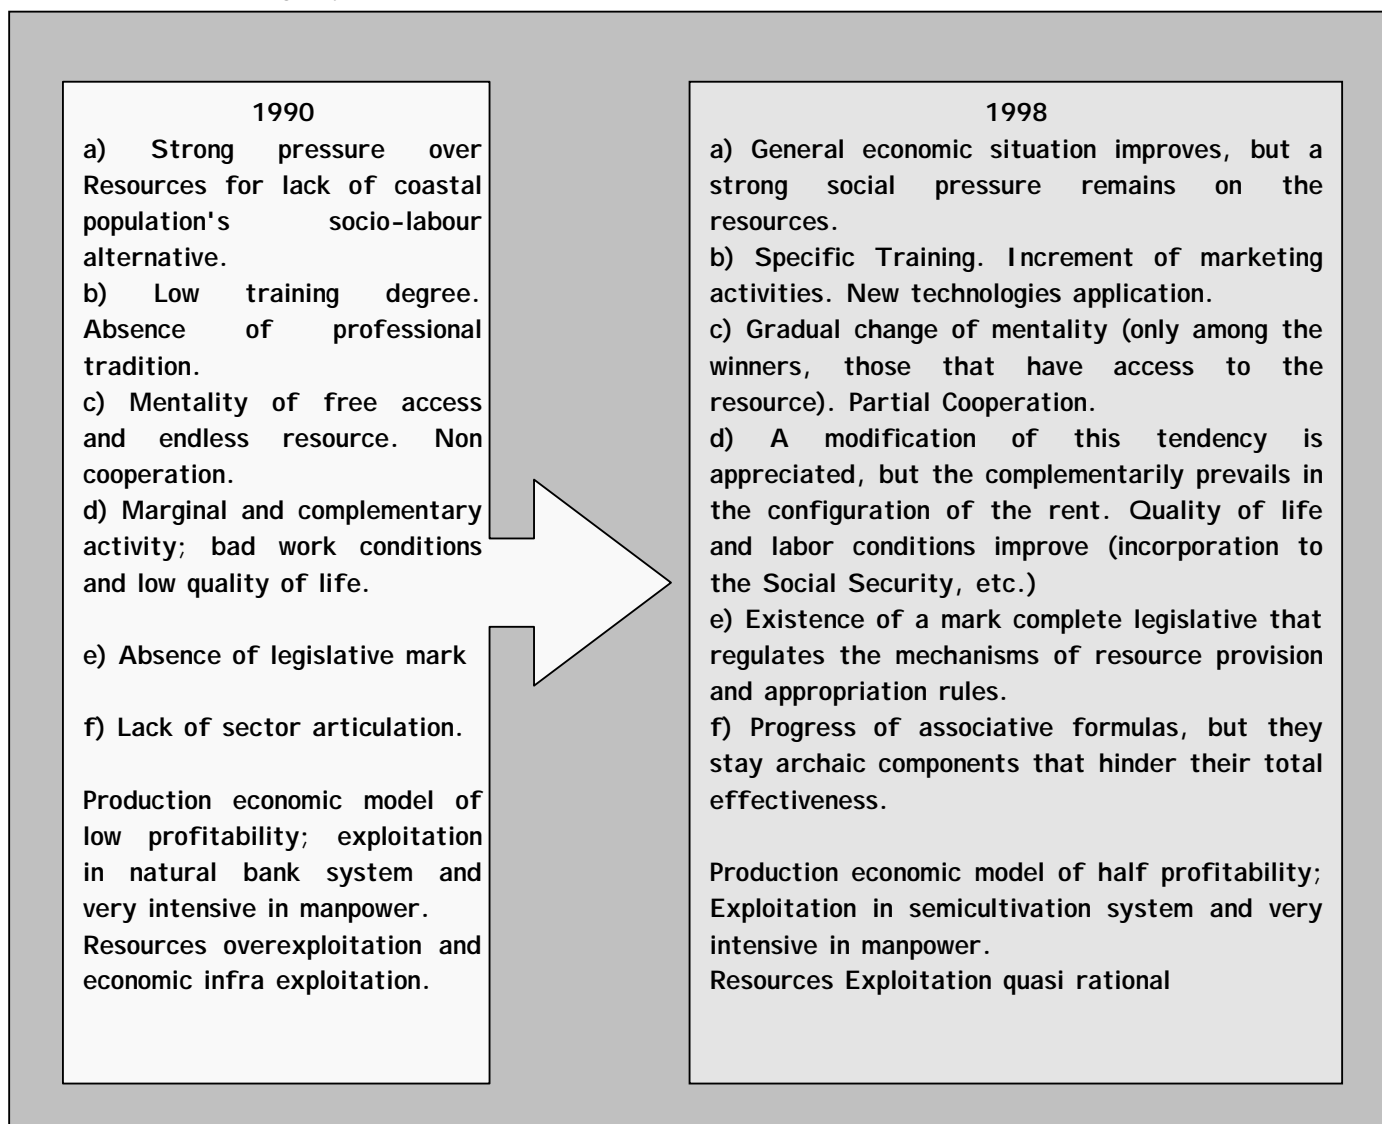 1990
a) Strong pressure over
Resources for lack of coastal
population's socio-labour
alternative.
b) Low training degree.
Absence of professional
tradition.
c) Mentality of free access
and endless resource. Non
cooperation.
d) Marginal and complementary
activity; bad work conditions
and low quality of life.
e) Absence of legislative mark
f) Lack of sector articulation.
Production economic model of
low profitability; exploitation
in natural bank system and
very intensive in manpower.
Resources overexploitation and
economic infra exploitation.
1998
a) General economic situation improves, but a
strong social pressure remains on the
resources.
b) Specific Training. Increment of marketing
activities. New technologies application.
c) Gradual change of mentality (only among the
winners, those that have access to the
resource). Partial Cooperation.
d) A modification of this tendency is
appreciated, but the complementarily prevails in
the configuration of the rent. Quality of life
and labor conditions improve (incorporation to
the Social Security, etc.)
e) Existence of a mark complete legislative that
regulates the mechanisms of resource provision
and appropriation rules.
f) Progress of associative formulas, but they
stay archaic components that hinder their total
effectiveness.
Production economic model of half profitability;
Exploitation in semicultivation system and very
intensive in manpower.
Resources Exploitation quasi rational